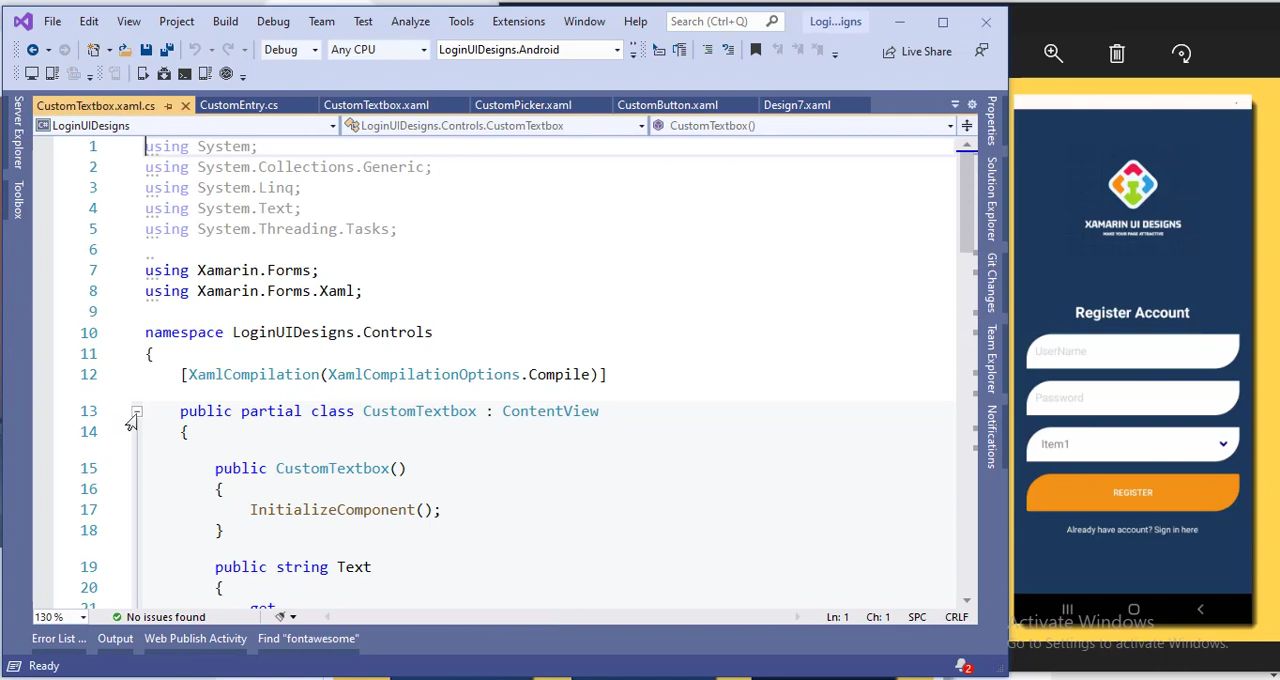 File Edit View Project Build Debug Team Test Analyze Tools Extensions Window Help Search (Ctrl+Q) Logi...igns
Debug Any CPU LoginUIDesigns.Android Live Share
CustomTextbox.xaml.cs CustomEntry.cs CustomTextbox.xaml CustomPicker.xaml CustomButton.xaml Design7.xaml
LoginUIDesigns LoginUIDesigns.Controls.CustomTextbox CustomTextbox()
Server Explorer
Toolbox
1 using System;
2 using System.Collections.Generic;
3 using System.Linq;
4 using System.Text;
5 using System.Threading.Tasks;
6
7 using Xamarin.Forms;
8 using Xamarin.Forms.Xaml;
9
10 namespace LoginUIDesigns.Controls
11 {
12 [XamlCompilation(XamlCompilationOptions.Compile)]
13 public partial class CustomTextbox : ContentView
14 {
15 public CustomTextbox()
16 {
17 InitializeComponent();
18 }
19 public string Text
20 {
21 get
130 % No issues found Ln: 1 Ch: 1 SPC CRLF
Error List ... Output Web Publish Activity Find "fontawesome"
Ready 2
Properties
Solution Explorer
Git Changes
Team Explorer
Notifications
XAMARIN UI DESIGNS
MAKE YOUR PAGE ATTRACTIVE
Register Account
UserName
Password
Item1
REGISTER
Already have account? Sign in here
Activate Windows
Go to Settings to activate Windows.